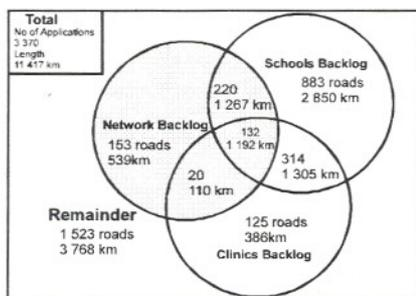 Total
No of Applications
3 370
Length
11 417 km
Schools Backlog
883 roads
2 850 km
220
1 267 km
Network Backlog
153 roads
539km
132
1 192 km
314
1 305 km
20
110 km
Remainder
1 523 roads
3 768 km
125 roads
386km
Clinics Backlog